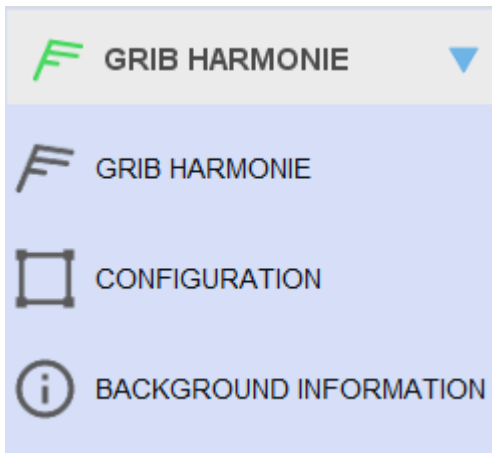 GRIB HARMONIE
GRIB HARMONIE
CONFIGURATION
BACKGROUND INFORMATION